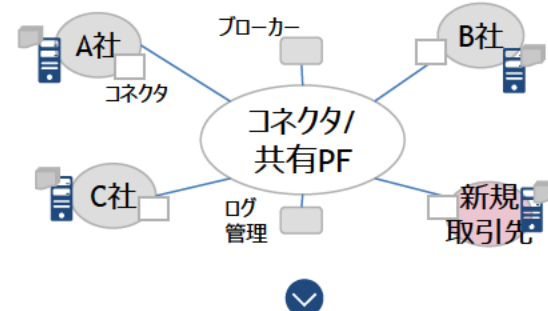 A社
ブローカー
B社
コネクタ
コネクタ/
共有PF
C社
ログ
管理
新規
取引先